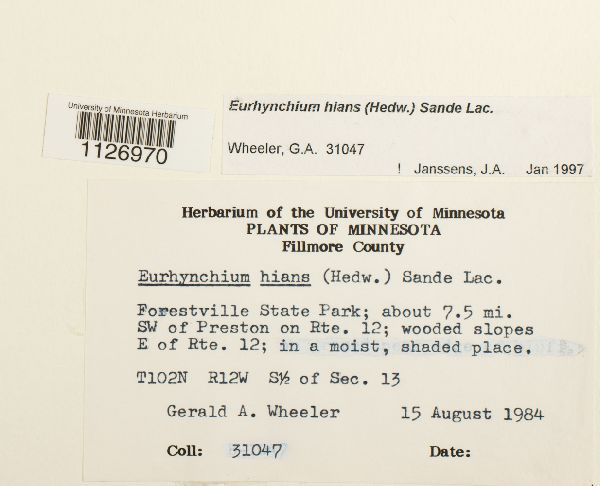 University of Minnesota Herbarium
1126970
Eurhynchium hians (Hedw.) Sande Lac.
Wheeler, G.A. 31047
! Janssens, J.A. Jan 1997
Herbarium of the University of Minnesota
PLANTS OF MINNESOTA
Fillmore County
Eurhynchium hians (Hedw.) Sande Lac.
Forestville State Park; about 7.5 mi.
SW of Preston on Rte. 12; wooded slopes
E of Rte. 12; in a moist, shaded place.
T102N R12W S½ of Sec. 13
Gerald A. Wheeler 15 August 1984
Coll: 31047 Date: